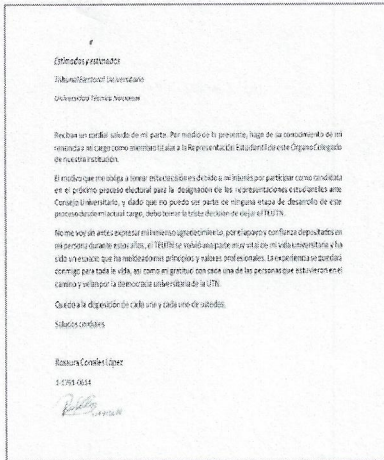 Estimados y estimadas
Tribunal Electoral Universitario
Universidad Técnica Nacional
Reciban un cordial saludo de mi parte. Por medio de la presente, hago de su conocimiento de mi
renuncia a mi cargo como miembro titular a la Representación Estudiantil de este Órgano Colegiado
de nuestra institución.
El motivo que me obliga a tomar esta decisión es debido a mi interés por participar como candidata
en el próximo proceso electoral para la designación de las representaciones estudiantiles ante
Consejo Universitario, y dado que no puedo ser parte de ninguna etapa de desarrollo de este
proceso desde mi actual cargo, debo tomar la triste decisión de dejar el TEUTN.
No me voy sin antes expresar mi inmenso agradecimiento, por el apoyo y confianza depositados en
mi persona durante estos años, el TEUTN se volvió una parte muy vital de mi vida universitaria y ha
sido un espacio que ha moldeado mis principios y valores profesionales. La experiencia se quedará
conmigo para toda la vida, así como mi gratitud con cada una de las personas que estuvieron en el
camino y velan por la democracia universitaria de la UTN.
Quedo a la disposición de cada uno y cada una de ustedes,
Saludos cordiales
Rosaura Corrales López
1-1791-0614